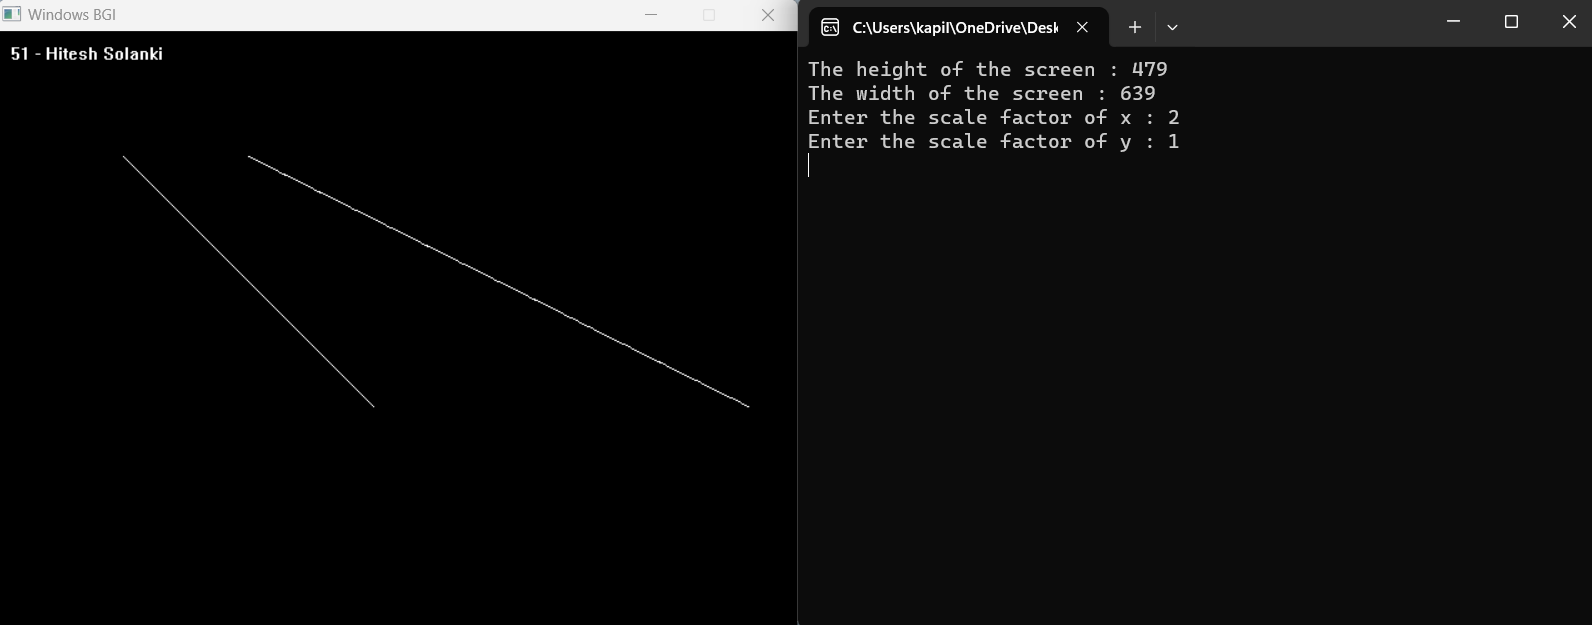 Windows BGI
51 - Hitesh Solanki
C:\Users\kapil\OneDrive\Desk
The height of the screen : 479
The width of the screen : 639
Enter the scale factor of x : 2
Enter the scale factor of y : 1